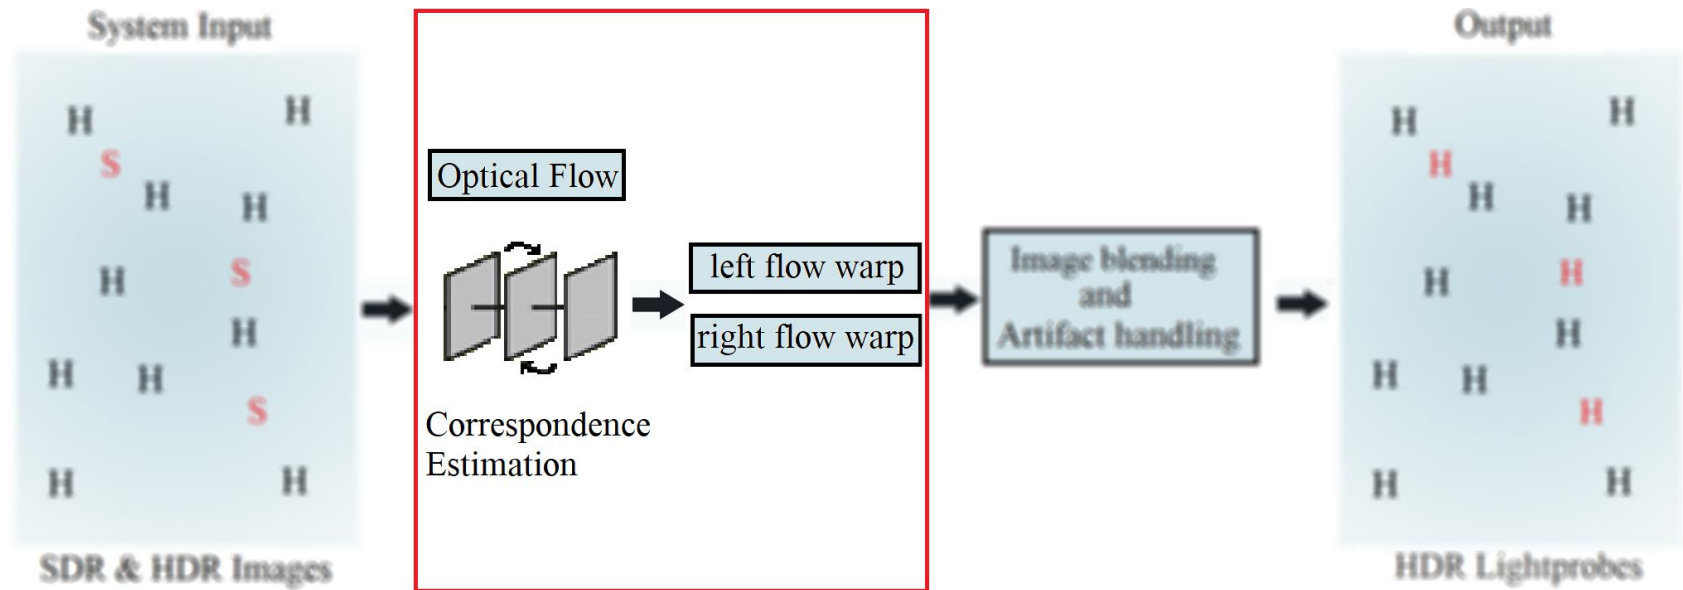 System Input
H
H
S
H
H
S
H
H
H
H
S
H
H
SDR & HDR Images
Optical Flow
Correspondence
Estimation
left flow warp
right flow warp
Image blending
and
Artifact handling
Output
H
H
H
H
H
H
H
H
H
H
H
H
H
HDR Lightprobes